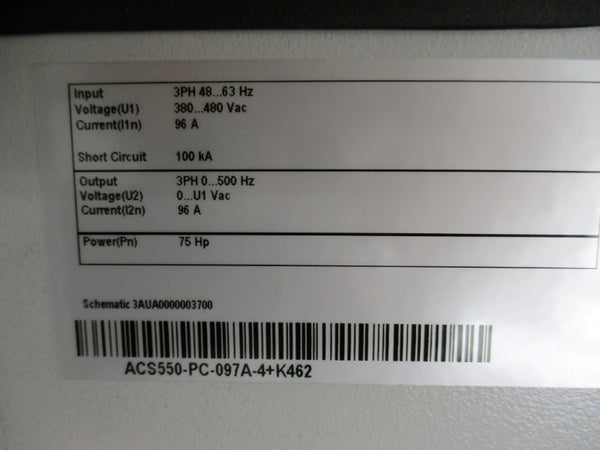 Input 3PH 48...63 Hz
Voltage(U1) 380...480 Vac
Current(I1n) 96 A
Short Circuit 100 kA
Output 3PH 0...500 Hz
Voltage(U2) 0...U1 Vac
Current(I2n) 96 A
Power(Pn) 75 Hp
Schematic 3AUA0000003700
ACS550-PC-097A-4+K462